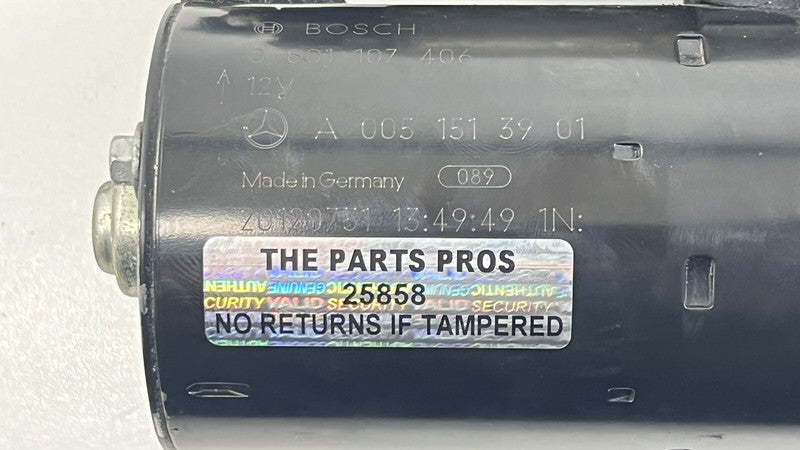 BOSCH
0 001 107 406
12V
A 005 151 39 01
Made in Germany 089
20120731 13:49:49 1N:
THE PARTS PROS
25858
NO RETURNS IF TAMPERED